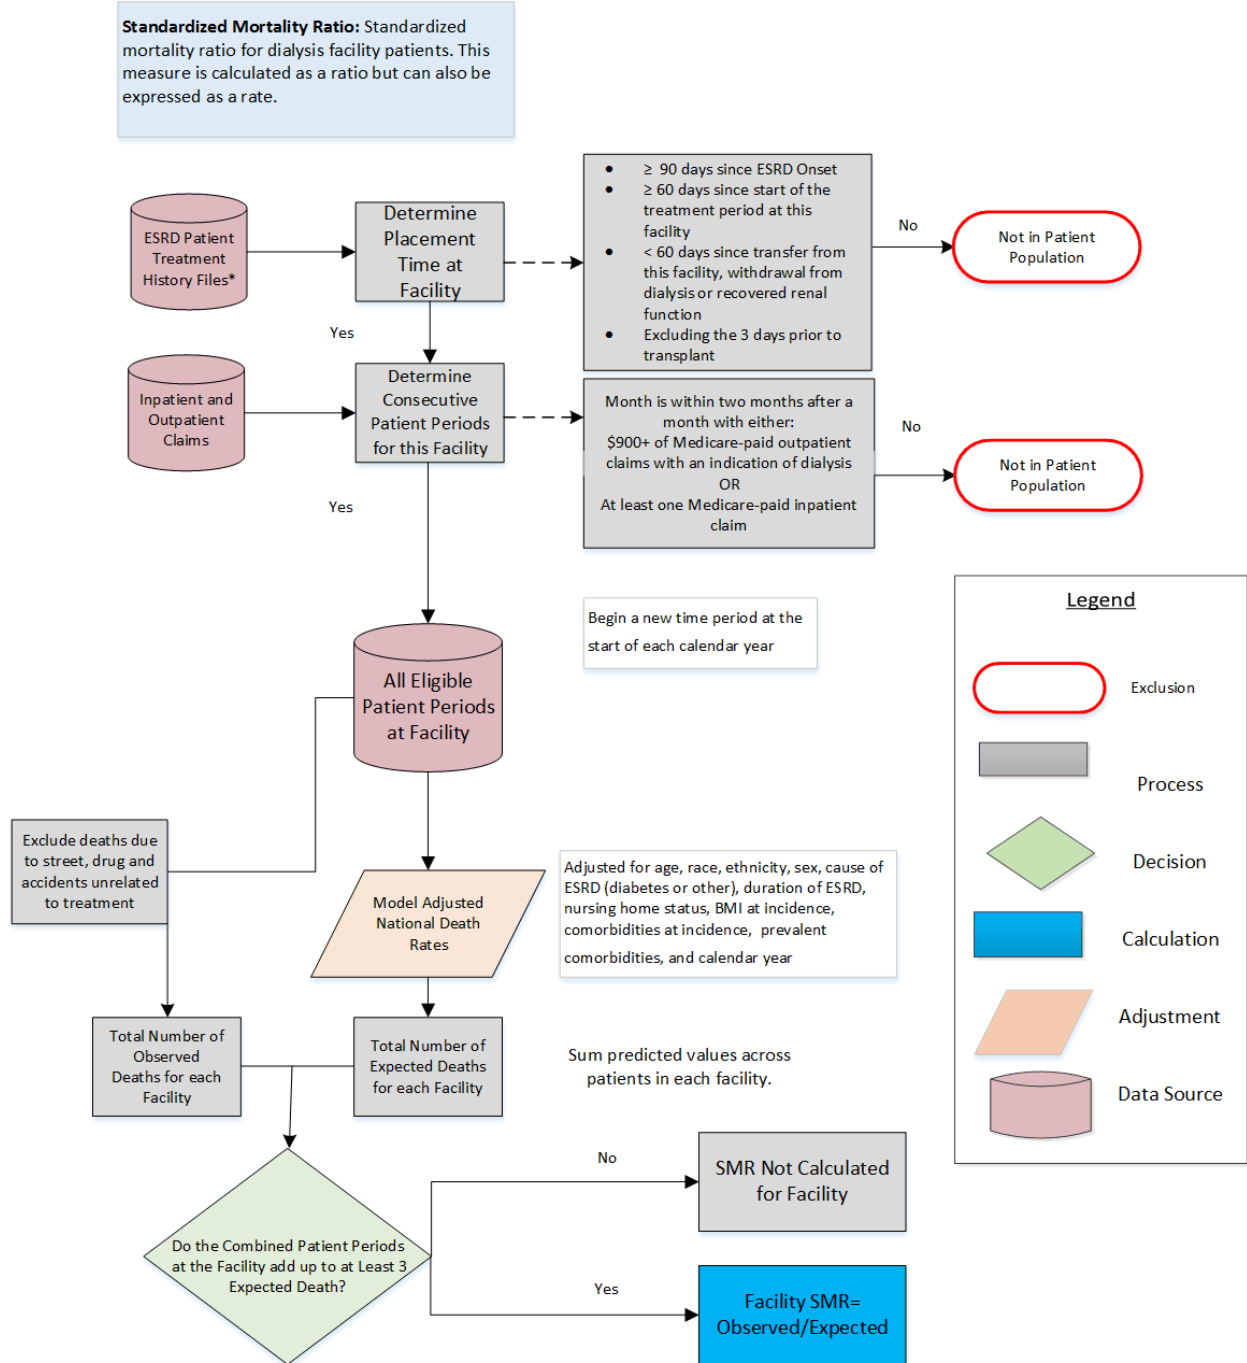 Standardized Mortality Ratio: Standardized
mortality ratio for dialysis facility patients. This
measure is calculated as a ratio but can also be
expressed as a rate.
ESRD Patient
Treatment
History Files*
Determine
Placement
Time at
Facility
• ≥ 90 days since ESRD Onset
• ≥ 60 days since start of the
treatment period at this
facility
• < 60 days since transfer from
this facility, withdrawal from
dialysis or recovered renal
function
• Excluding the 3 days prior to
transplant
No
Not in Patient
Population
Yes
Inpatient and
Outpatient
Claims
Determine
Consecutive
Patient Periods
for this Facility
Month is within two months after a
month with either:
$900+ of Medicare-paid outpatient
claims with an indication of dialysis
OR
At least one Medicare-paid inpatient
claim
No
Not in Patient
Population
Yes
Begin a new time period at the
start of each calendar year
All Eligible
Patient Periods
at Facility
Exclude deaths due
to street, drug and
accidents unrelated
to treatment
Model Adjusted
National Death
Rates
Adjusted for age, race, ethnicity, sex, cause of
ESRD (diabetes or other), duration of ESRD,
nursing home status, BMI at incidence,
comorbidities at incidence, prevalent
comorbidities, and calendar year
Total Number of
Observed
Deaths for each
Facility
Total Number of
Expected Deaths
for each Facility
Sum predicted values across
patients in each facility.
Do the Combined Patient Periods
at the Facility add up to at Least 3
Expected Death?
No
SMR Not Calculated
for Facility
Yes
Facility SMR=
Observed/Expected
Legend
Exclusion
Process
Decision
Calculation
Adjustment
Data Source